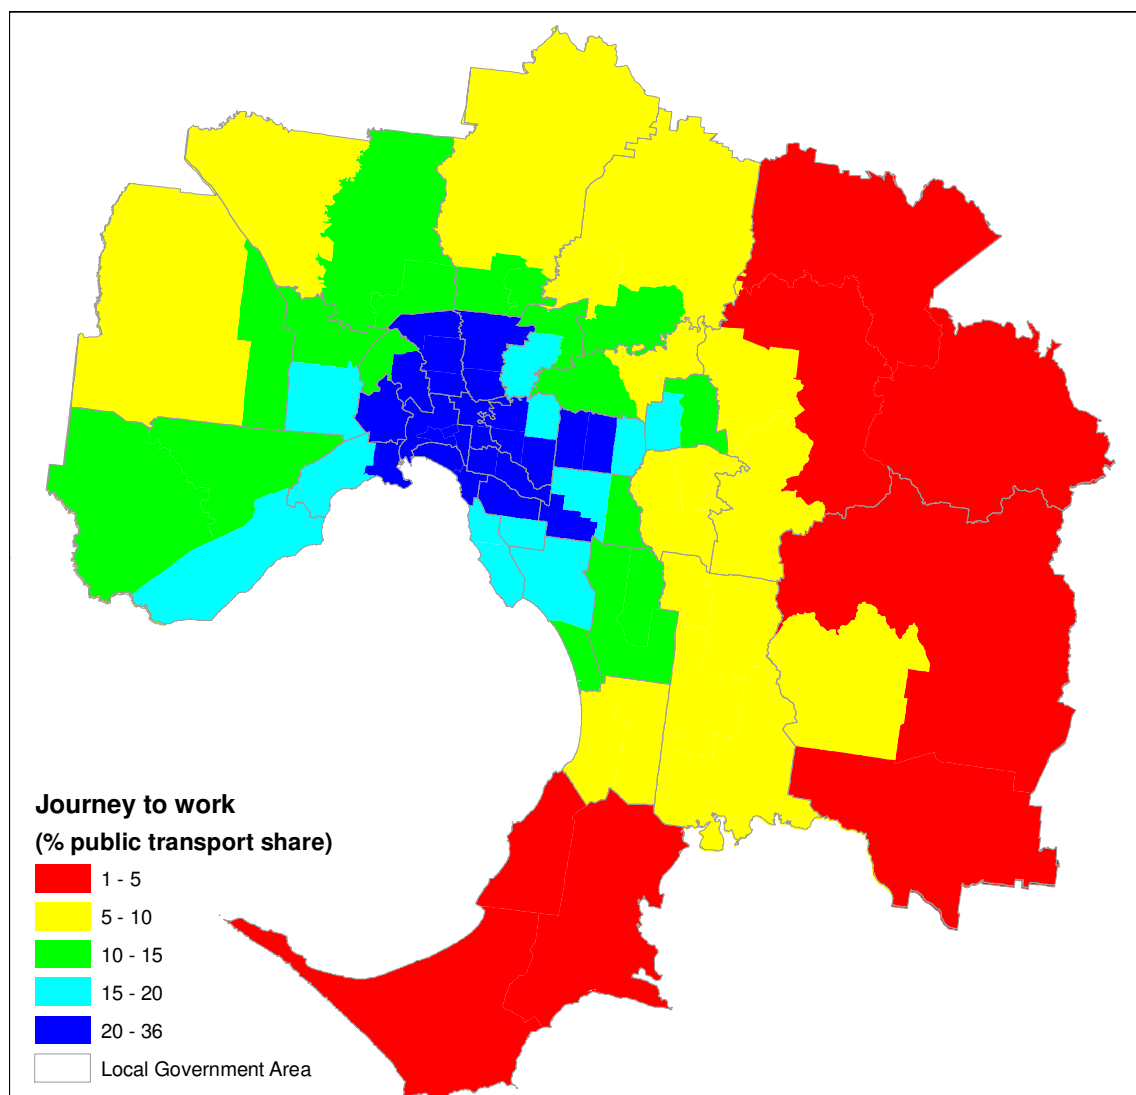 Journey to work
(% public transport share)
1 - 5
5 - 10
10 - 15
15 - 20
20 - 36
Local Government Area